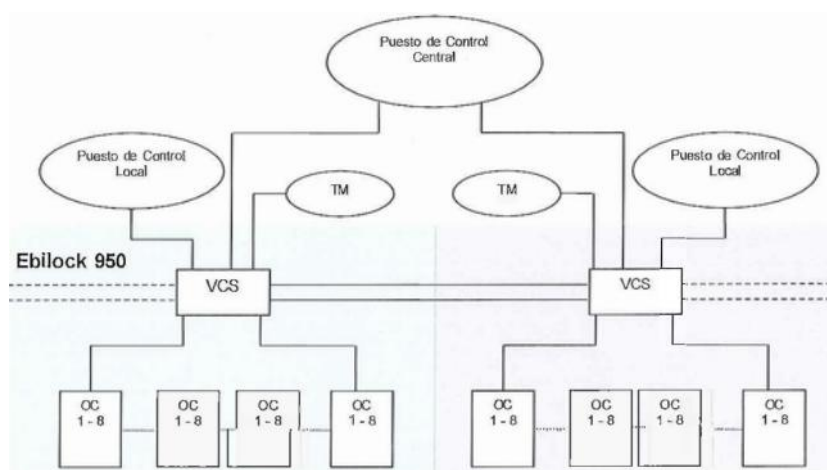 Puesto de Control
Central
Puesto de Control
Local
TM
TM
Puesto de Control
Local
Ebilock 950
VCS
VCS
OC
1 - 8
OC
1 - 8
OC
1 - 8
OC
1 - 8
OC
1 - 8
OC
1 - 8
OC
1 - 8
OC
1 - 8